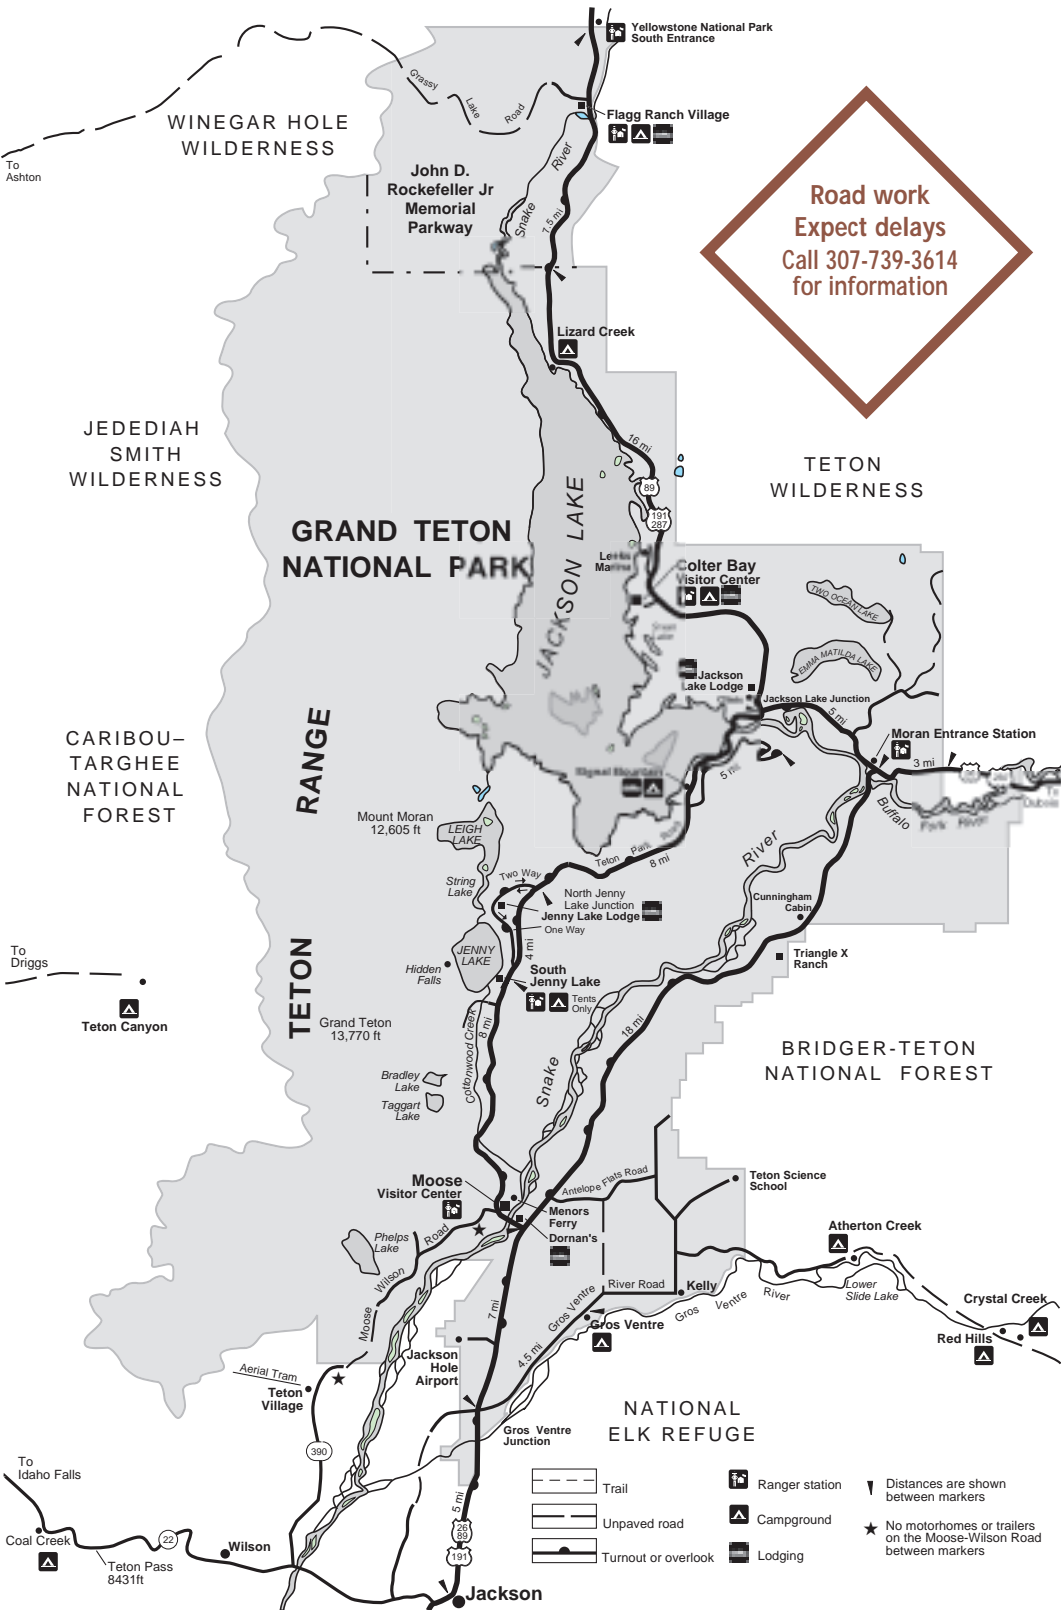 Yellowstone National Park
South Entrance
Grassy
Lake
Road
Flagg Ranch Village
WINEGAR HOLE
WILDERNESS
To
Ashton
John D.
Rockefeller Jr
Memorial
Parkway
River
Snake
7.5 mi
Road work
Expect delays
Call 307-739-3614
for information
Lizard Creek
JEDEDIAH
SMITH
WILDERNESS
16 mi
89
191
287
TETON
WILDERNESS
GRAND TETON
NATIONAL PARK
JACKSON LAKE
Leeks
Marina
Colter Bay
Visitor Center
TWO OCEAN LAKE
EMMA MATILDA LAKE
Jackson
Lake Lodge
Jackson Lake Junction
5 mi
Moran Entrance Station
3 mi
CARIBOU–
TARGHEE
NATIONAL
FOREST
TETON RANGE
Signal Mountain
5 mi
To
Dubois
Buffalo
Fork River
Mount Moran
12,605 ft
LEIGH
LAKE
Teton Park Road
8 mi
River
String
Lake
Two Way
North Jenny
Lake Junction
Jenny Lake Lodge
One Way
Cunningham
Cabin
4 mi
JENNY
LAKE
Hidden
Falls
South
Jenny Lake
Tents
Only
Triangle X
Ranch
To
Driggs
Teton Canyon
Grand Teton
13,770 ft
8 mi
Cottonwood Creek
18 mi
BRIDGER-TETON
NATIONAL FOREST
Bradley
Lake
Taggart
Lake
Snake
Moose
Visitor Center
Antelope Flats Road
Teton Science
School
Menors
Ferry
Dornan's
Atherton Creek
Phelps
Lake
Moose Wilson Road
7 mi
Gros Ventre River Road
Kelly
Gros Ventre River
Lower
Slide Lake
Crystal Creek
Red Hills
Gros Ventre
4.5 mi
Jackson
Hole
Airport
Aerial Tram
Teton
Village
Gros Ventre
Junction
NATIONAL
ELK REFUGE
390
To
Idaho Falls
5 mi
Trail
Unpaved road
Turnout or overlook
Ranger station
Campground
Lodging
Distances are shown
between markers
No motorhomes or trailers
on the Moose-Wilson Road
between markers
Coal Creek
22
Wilson
Teton Pass
8431ft
26
89
191
Jackson